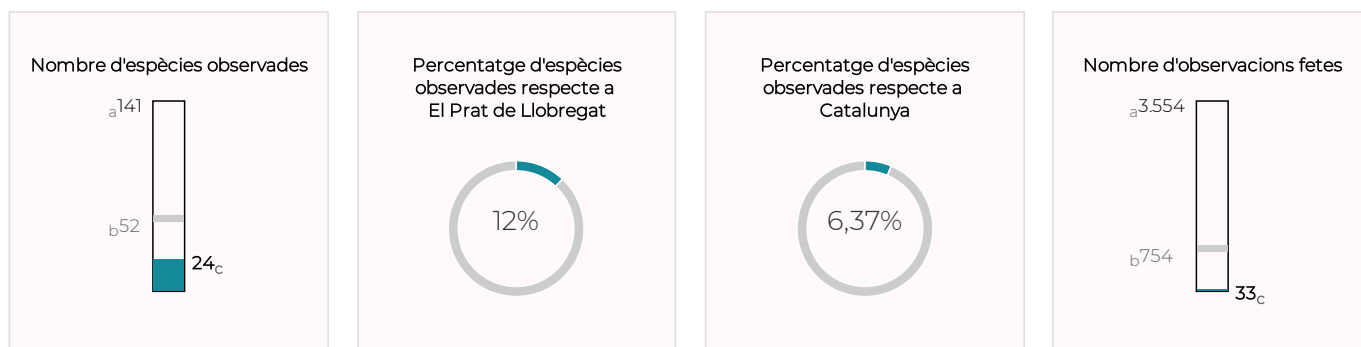 Nombre d'espècies observades
a141
b52
24c
Percentatge d'espècies
observades respecte a
El Prat de Llobregat
12%
Percentatge d'espècies
observades respecte a
Catalunya
6,37%
Nombre d'observacions fetes
a3.554
b754
33c